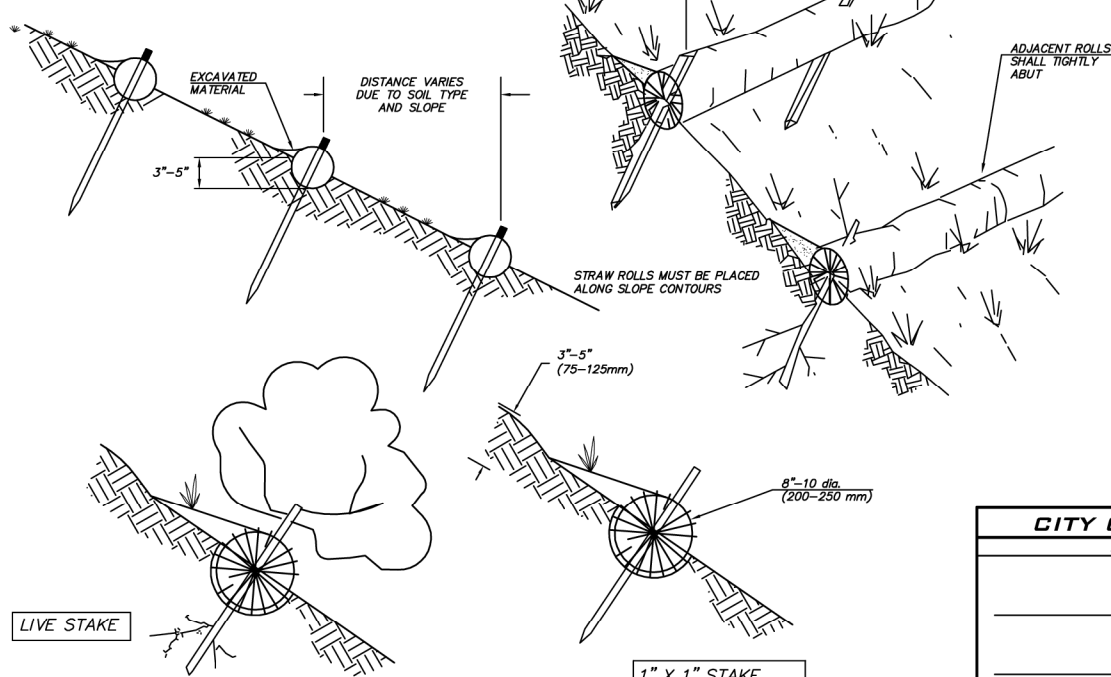 EXCAVATED
MATERIAL
DISTANCE VARIES
DUE TO SOIL TYPE
AND SLOPE
ADJACENT ROLLS
SHALL TIGHTLY
ABUT
3"-5"
STRAW ROLLS MUST BE PLACED
ALONG SLOPE CONTOURS
3"-5"
(75-125mm)
8"-10 dia.
(200-250 mm)
CITY
LIVE STAKE
1" X 1" STAKE